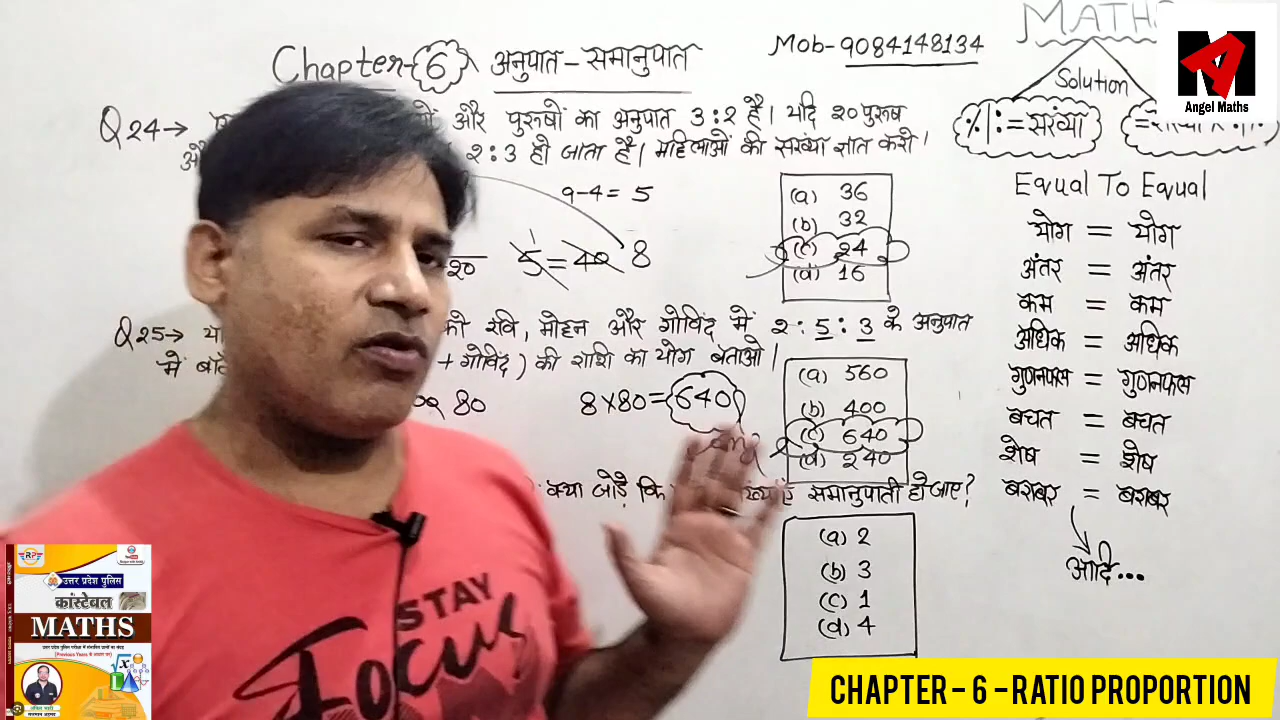 Chapter-6 अनुपात-समानुपात
Mob-9084148134
MATHS
Solution
%|:= संख्या
Angel Maths
Q24→ और पुरुषों का अनुपात 3:2 है। यदि 20 पुरुष
2:3 हो जाता है। महिलाओं की संख्या ज्ञात करो।
9-4= 5
20
5 = 40 8
(a) 36
(b) 32
(c) 24
(d) 16
Q25→ को रवि, मोहन और गोविंद में 2:5:3 के अनुपात
में + गोविंद) की राशि का योग बताओ।
80
8×80=640
Ans
(a) 560
(b) 400
(c) 640
(d) 240
क्या जोड़ें कि समानुपाती हो जाए?
(a) 2
(b) 3
(c) 1
(d) 4
Equal To Equal
योग = योग
अंतर = अंतर
कम = कम
अधिक = अधिक
गुणनफल = गुणनफल
बचत = बचत
शेष = शेष
बराबर = बराबर
आदि...
STAY
Focus
उत्तर प्रदेश पुलिस
कांस्टेबल
MATHS
CHAPTER - 6 - RATIO PROPORTION